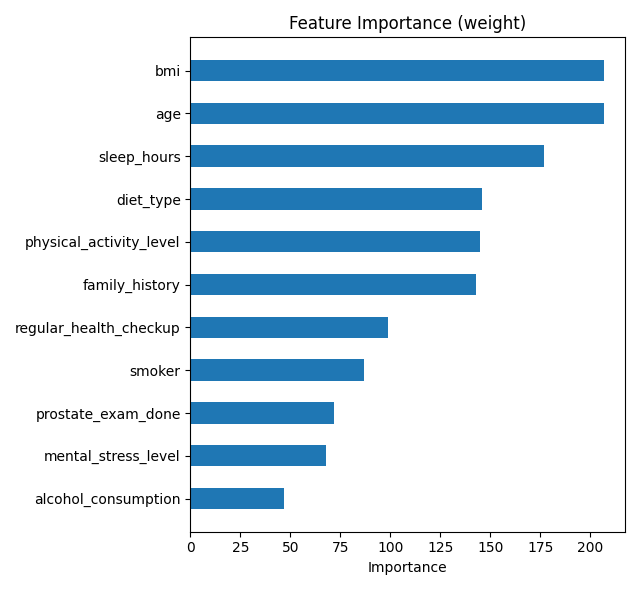 Feature Importance (weight)
bmi
age
sleep_hours
diet_type
physical_activity_level
family_history
regular_health_checkup
smoker
prostate_exam_done
mental_stress_level
alcohol_consumption
0 25 50 75 100 125 150 175 200
Importance